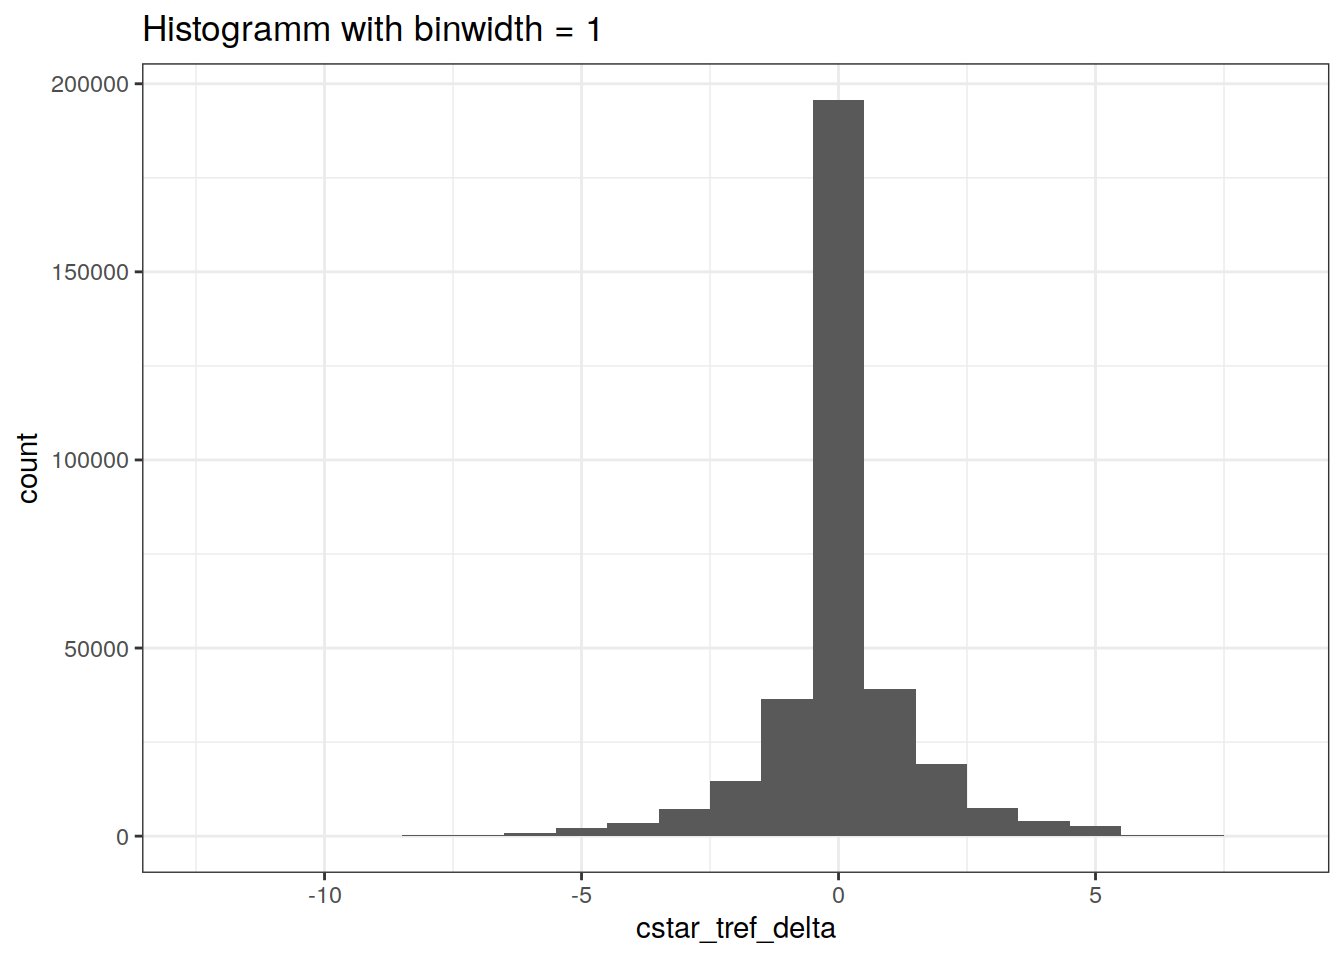 Histogramm with binwidth = 1
200000
150000
100000
50000
0
count
-10 -5 0 5
cstar_tref_delta